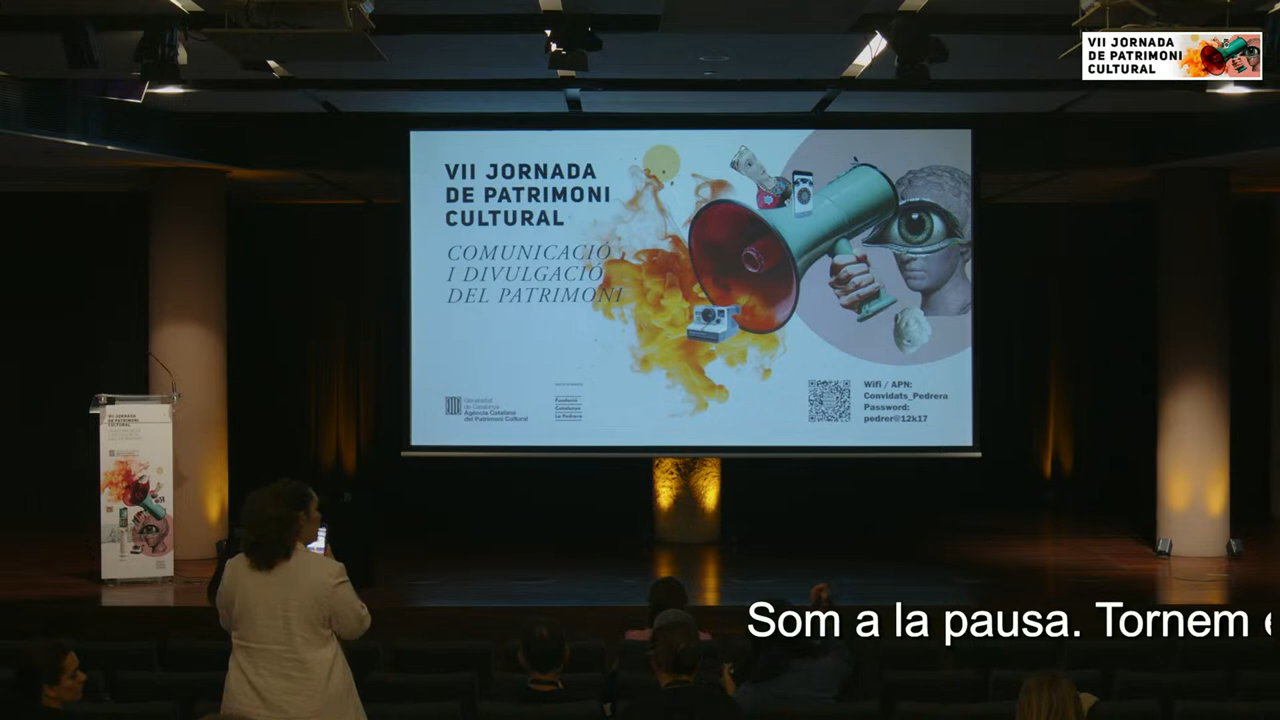 VII JORNADA
DE PATRIMONI
CULTURAL
VII JORNADA
DE PATRIMONI
CULTURAL
COMUNICACIÓ
I DIVULGACIÓ
DEL PATRIMONI
Generalitat
de Catalunya
Agència Catalana
del Patrimoni Cultural
Fundació
Catalunya
La Pedrera
Wifi / APN:
Convidats_Pedrera
Password:
pedrer@12k17
VII JORNADA
DE PATRIMONI
CULTURAL
Som a la pausa. Tornem